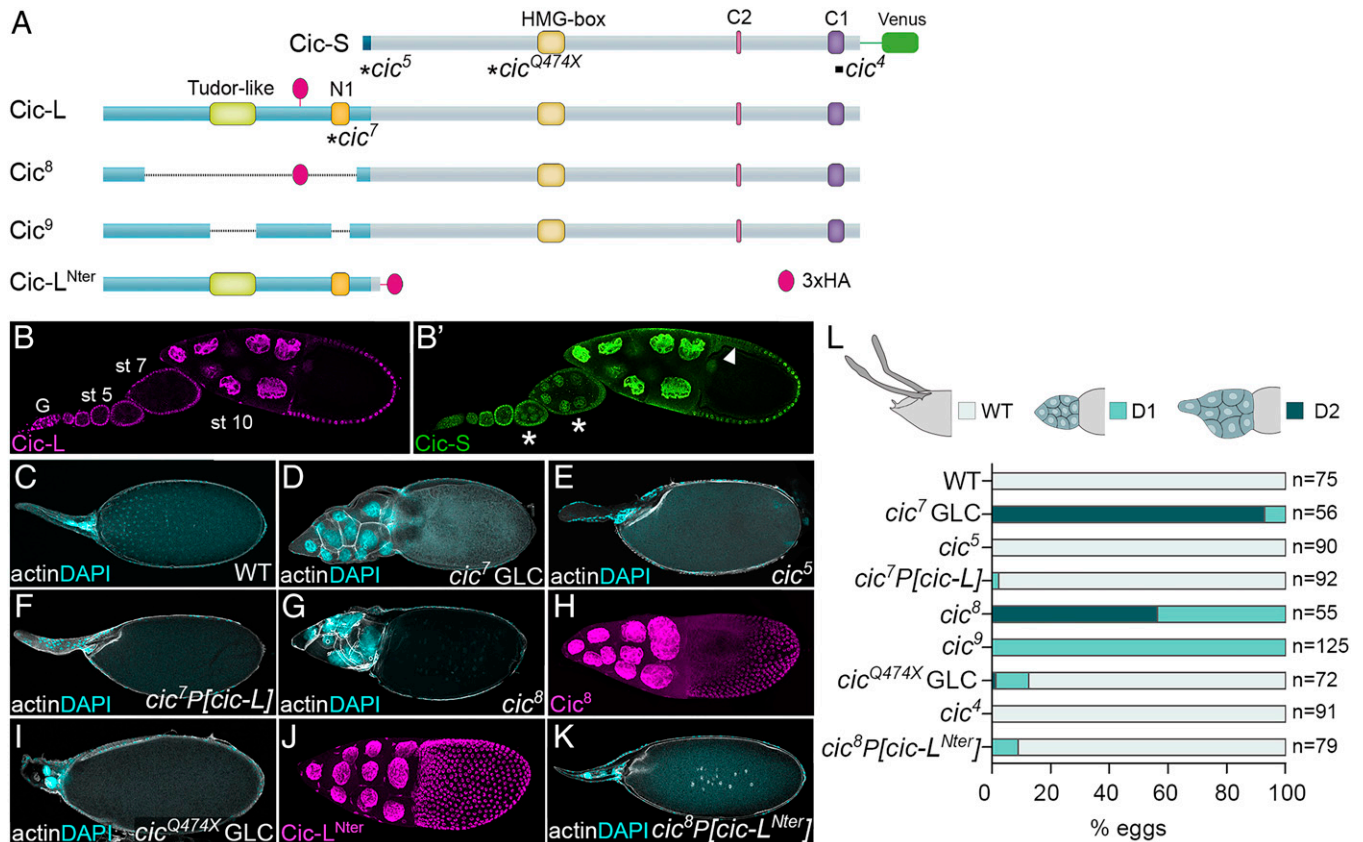 A
HMG-box C2 C1 Venus
Cic-S
*cic5 *cicQ474X cic4
Tudor-like N1
Cic-L
*cic7
Cic8
Cic9
Cic-LNter
3xHA
B
G
st 5
st 7
st 10
Cic-L
B'
*
*
Cic-S
C
actinDAPI WT
D
actinDAPI cic7 GLC
E
actinDAPI cic5
F
actinDAPI cic7P[cic-L]
G
actinDAPI cic8
H
Cic8
I
actinDAPI cicQ474X GLC
J
Cic-LNter
K
actinDAPI cic8P[cic-LNter]
L
WT D1 D2
WT n=75
cic7 GLC n=56
cic5 n=90
cic7P[cic-L] n=92
cic8 n=55
cic9 n=125
cicQ474X GLC n=72
cic4 n=91
cic8P[cic-LNter] n=79
0 20 40 60 80 100
% eggs